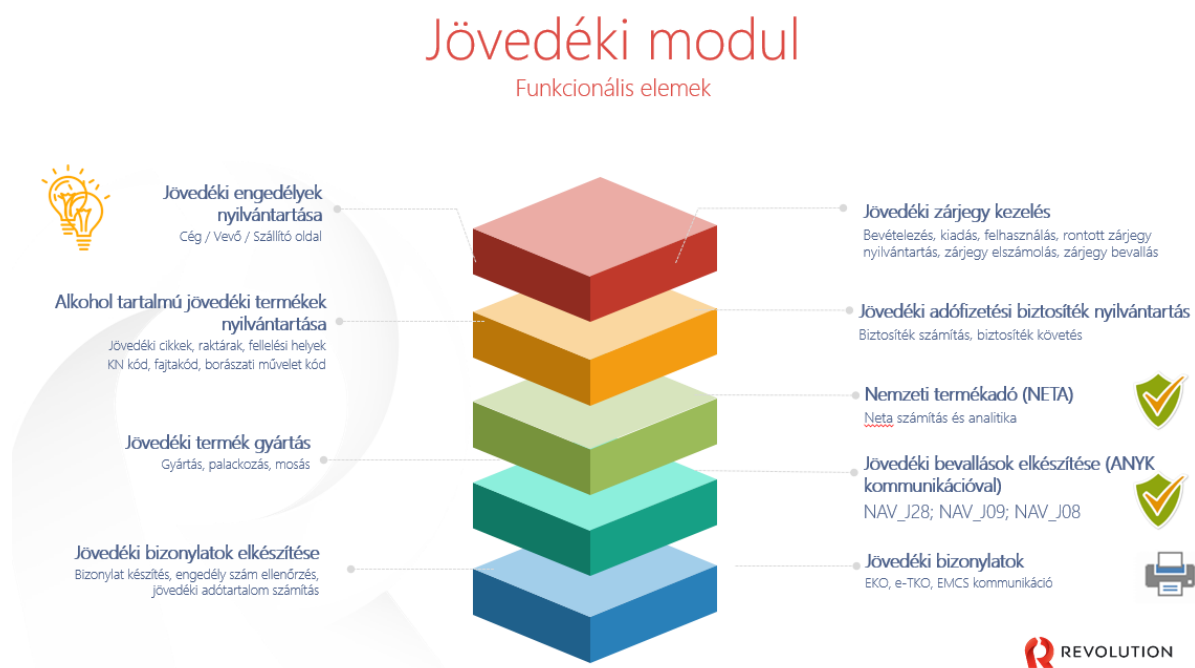 Jövedéki modul
Funkcionális elemek
Jövedéki engedélyek
nyilvántartása
Cég / Vevő / Szállító oldal
Alkohol tartalmú jövedéki termékek
nyilvántartása
Jövedéki cikkek, raktárak, fellelési helyek
KN kód, fajtakód, borászati művelet kód
Jövedéki termék gyártás
Gyártás, palackozás, mosás
Jövedéki bizonylatok elkészítése
Bizonylat készítés, engedély szám ellenőrzés,
jövedéki adótartalom számítás
Jövedéki zárjegy kezelés
Bevételezés, kiadás, felhasználás, rontott zárjegy
nyilvántartás, zárjegy elszámolás, zárjegy bevallás
Jövedéki adófizetési biztosíték nyilvántartás
Biztosíték számítás, biztosíték követés
Nemzeti termékadó (NETA)
Neta számítás és analitika
Jövedéki bevallások elkészítése (ANYK
kommunikációval)
NAV_J28; NAV_J09; NAV_J08
Jövedéki bizonylatok
EKO, e-TKO, EMCS kommunikáció
REVOLUTION